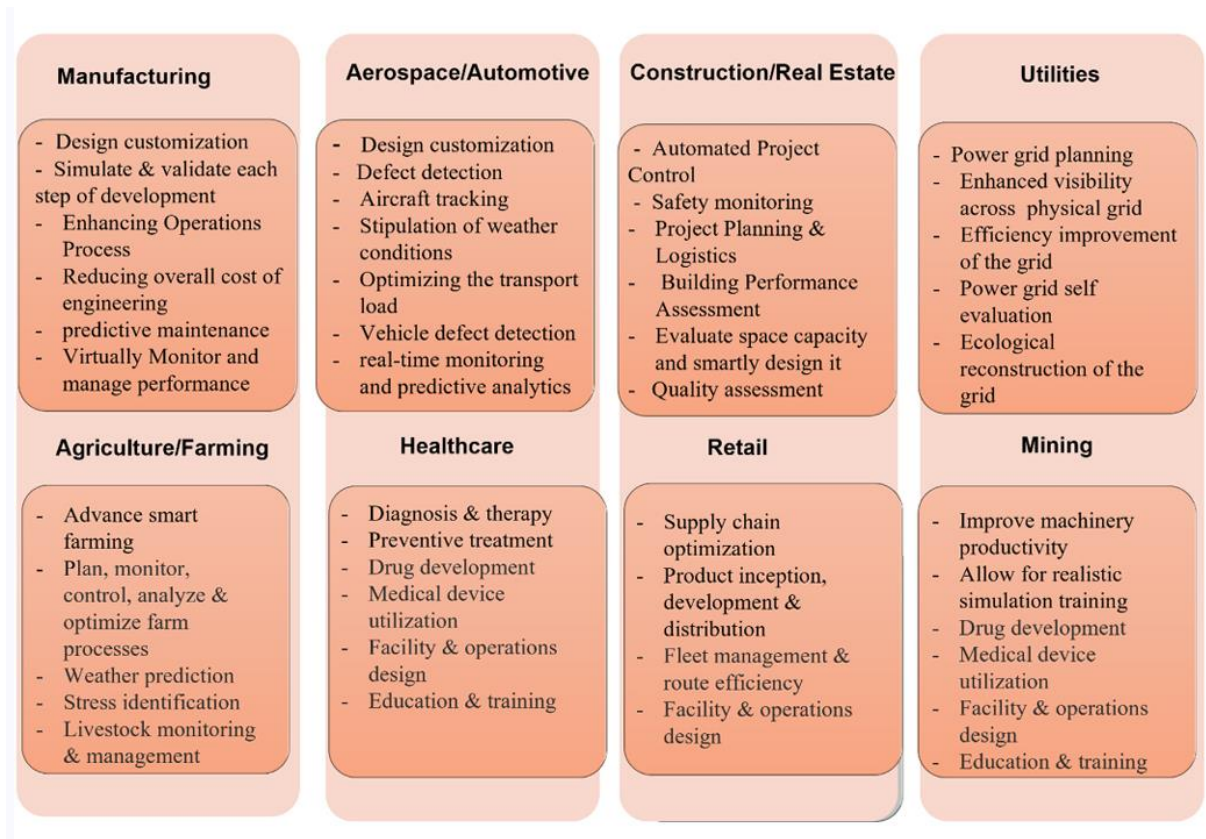 Manufacturing
- Design customization
- Simulate & validate each
step of development
- Enhancing Operations
Process
- Reducing overall cost of
engineering
- predictive maintenance
- Virtually Monitor and
manage performance
Aerospace/Automotive
- Design customization
- Defect detection
- Aircraft tracking
- Stipulation of weather
conditions
- Optimizing the transport
load
- Vehicle defect detection
- real-time monitoring
and predictive analytics
Construction/Real Estate
- Automated Project
Control
- Safety monitoring
- Project Planning &
Logistics
- Building Performance
Assessment
- Evaluate space capacity
and smartly design it
- Quality assessment
Utilities
- Power grid planning
- Enhanced visibility
across physical grid
- Efficiency improvement
of the grid
- Power grid self
evaluation
- Ecological
reconstruction of the
grid
Agriculture/Farming
- Advance smart
farming
- Plan, monitor,
control, analyze &
optimize farm
processes
- Weather prediction
- Stress identification
- Livestock monitoring
& management
Healthcare
- Diagnosis & therapy
- Preventive treatment
- Drug development
- Medical device
utilization
- Facility & operations
design
- Education & training
Retail
- Supply chain
optimization
- Product inception,
development &
distribution
- Fleet management &
route efficiency
- Facility & operations
design
Mining
- Improve machinery
productivity
- Allow for realistic
simulation training
- Drug development
- Medical device
utilization
- Facility & operations
design
- Education & training